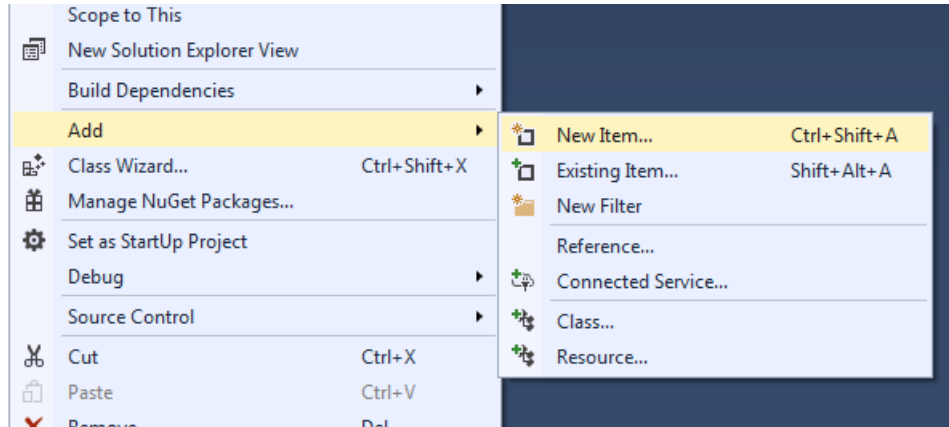 Scope to This
New Solution Explorer View
Build Dependencies
Add
Class Wizard... Ctrl+Shift+X
Manage NuGet Packages...
Set as StartUp Project
Debug
Source Control
Cut Ctrl+X
Paste Ctrl+V
Remove Del
New Item... Ctrl+Shift+A
Existing Item... Shift+Alt+A
New Filter
Reference...
Connected Service...
Class...
Resource...